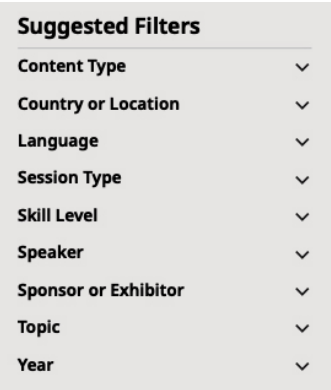 Suggested Filters
Content Type
Country or Location
Language
Session Type
Skill Level
Speaker
Sponsor or Exhibitor
Topic
Year